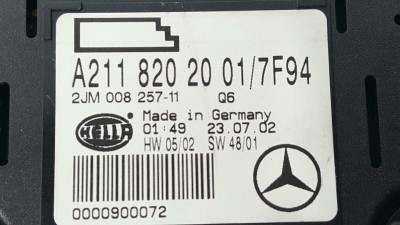 A211 820 20 01/7F94
2JM 008 257-11 Q6
Made in Germany
HELLA 01:49 23.07.02
HW 05/02 SW 48/01
0000900072